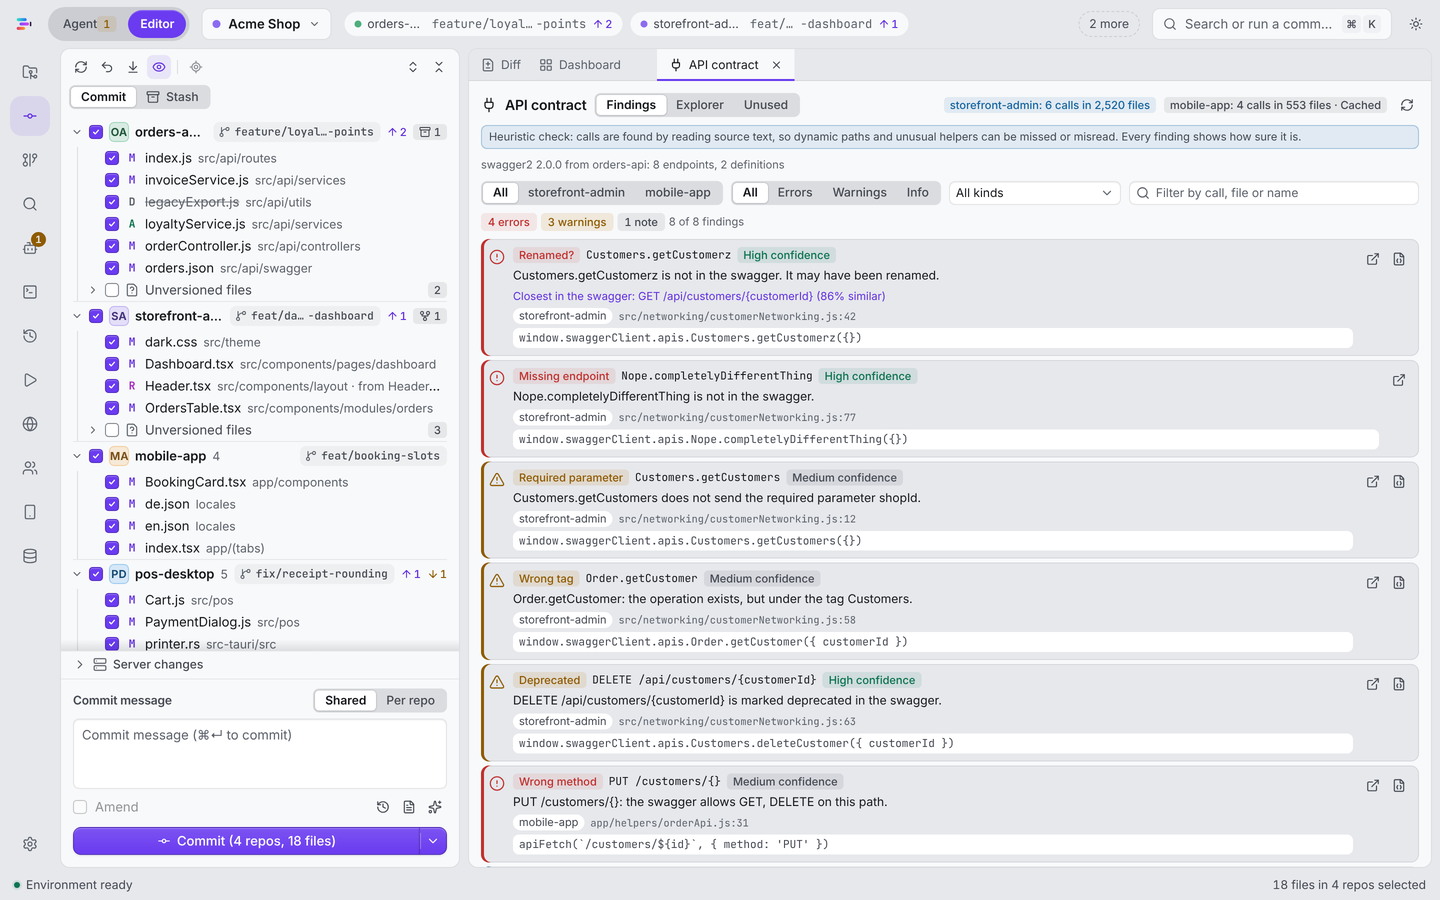 Agent 1 Editor
Acme Shop
orders-... feature/loyal…-points ↑2
storefront-ad... feat/… -dashboard ↑1
2 more
Search or run a comm... ⌘ K
Commit Stash
OA orders-a... feature/loyal…-points ↑2 1
M index.js src/api/routes
M invoiceService.js src/api/services
D legacyExport.js src/api/utils
A loyaltyService.js src/api/services
M orderController.js src/api/controllers
M orders.json src/api/swagger
Unversioned files 2
SA storefront-a... feat/da… -dashboard ↑1 1
M dark.css src/theme
M Dashboard.tsx src/components/pages/dashboard
R Header.tsx src/components/layout · from Header...
M OrdersTable.tsx src/components/modules/orders
Unversioned files 3
MA mobile-app 4 feat/booking-slots
M BookingCard.tsx app/components
M de.json locales
M en.json locales
M index.tsx app/(tabs)
PD pos-desktop 5 fix/receipt-rounding ↑1 ↓1
M Cart.js src/pos
M PaymentDialog.js src/pos
M printer.rs src-tauri/src
Server changes
Commit message Shared Per repo
Commit message (⌘↵ to commit)
Amend
Commit (4 repos, 18 files)
1
Diff Dashboard API contract
API contract Findings Explorer Unused storefront-admin: 6 calls in 2,520 files mobile-app: 4 calls in 553 files · Cached
Heuristic check: calls are found by reading source text, so dynamic paths and unusual helpers can be missed or misread. Every finding shows how sure it is.
swagger2 2.0.0 from orders-api: 8 endpoints, 2 definitions
All storefront-admin mobile-app All Errors Warnings Info All kinds Filter by call, file or name
4 errors 3 warnings 1 note 8 of 8 findings
Renamed? Customers.getCustomerz High confidence
Customers.getCustomerz is not in the swagger. It may have been renamed.
Closest in the swagger: GET /api/customers/{customerId} (86% similar)
storefront-admin src/networking/customerNetworking.js:42
window.swaggerClient.apis.Customers.getCustomerz({})
Missing endpoint Nope.completelyDifferentThing High confidence
Nope.completelyDifferentThing is not in the swagger.
storefront-admin src/networking/customerNetworking.js:77
window.swaggerClient.apis.Nope.completelyDifferentThing({})
Required parameter Customers.getCustomers Medium confidence
Customers.getCustomers does not send the required parameter shopId.
storefront-admin src/networking/customerNetworking.js:12
window.swaggerClient.apis.Customers.getCustomers({})
Wrong tag Order.getCustomer Medium confidence
Order.getCustomer: the operation exists, but under the tag Customers.
storefront-admin src/networking/customerNetworking.js:58
window.swaggerClient.apis.Order.getCustomer({ customerId })
Deprecated DELETE /api/customers/{customerId} High confidence
DELETE /api/customers/{customerId} is marked deprecated in the swagger.
storefront-admin src/networking/customerNetworking.js:63
window.swaggerClient.apis.Customers.deleteCustomer({ customerId })
Wrong method PUT /customers/{} Medium confidence
PUT /customers/{}: the swagger allows GET, DELETE on this path.
mobile-app app/helpers/orderApi.js:31
apiFetch(`/customers/${id}`, { method: 'PUT' })
Environment ready
18 files in 4 repos selected